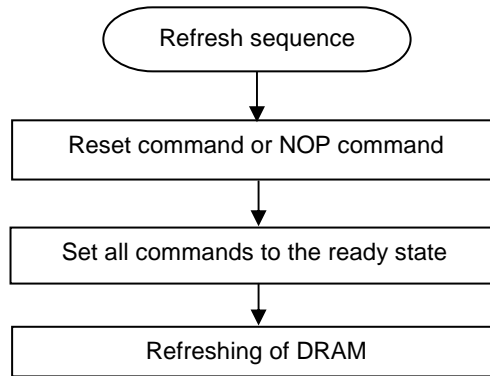 Refresh sequence
Reset command or NOP command
Set all commands to the ready state
Refreshing of DRAM